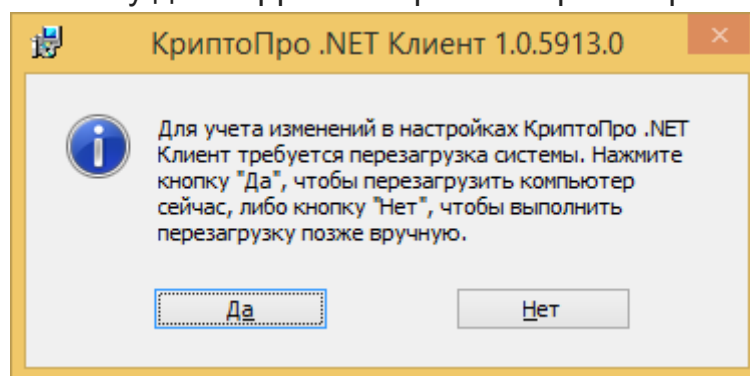 КриптоПро .NET Клиент 1.0.5913.0
Для учета изменений в настройках КриптоПро .NET
Клиент требуется перезагрузка системы. Нажмите
кнопку "Да", чтобы перезагрузить компьютер
сейчас, либо кнопку "Нет", чтобы выполнить
перезагрузку позже вручную.
Да
Нет